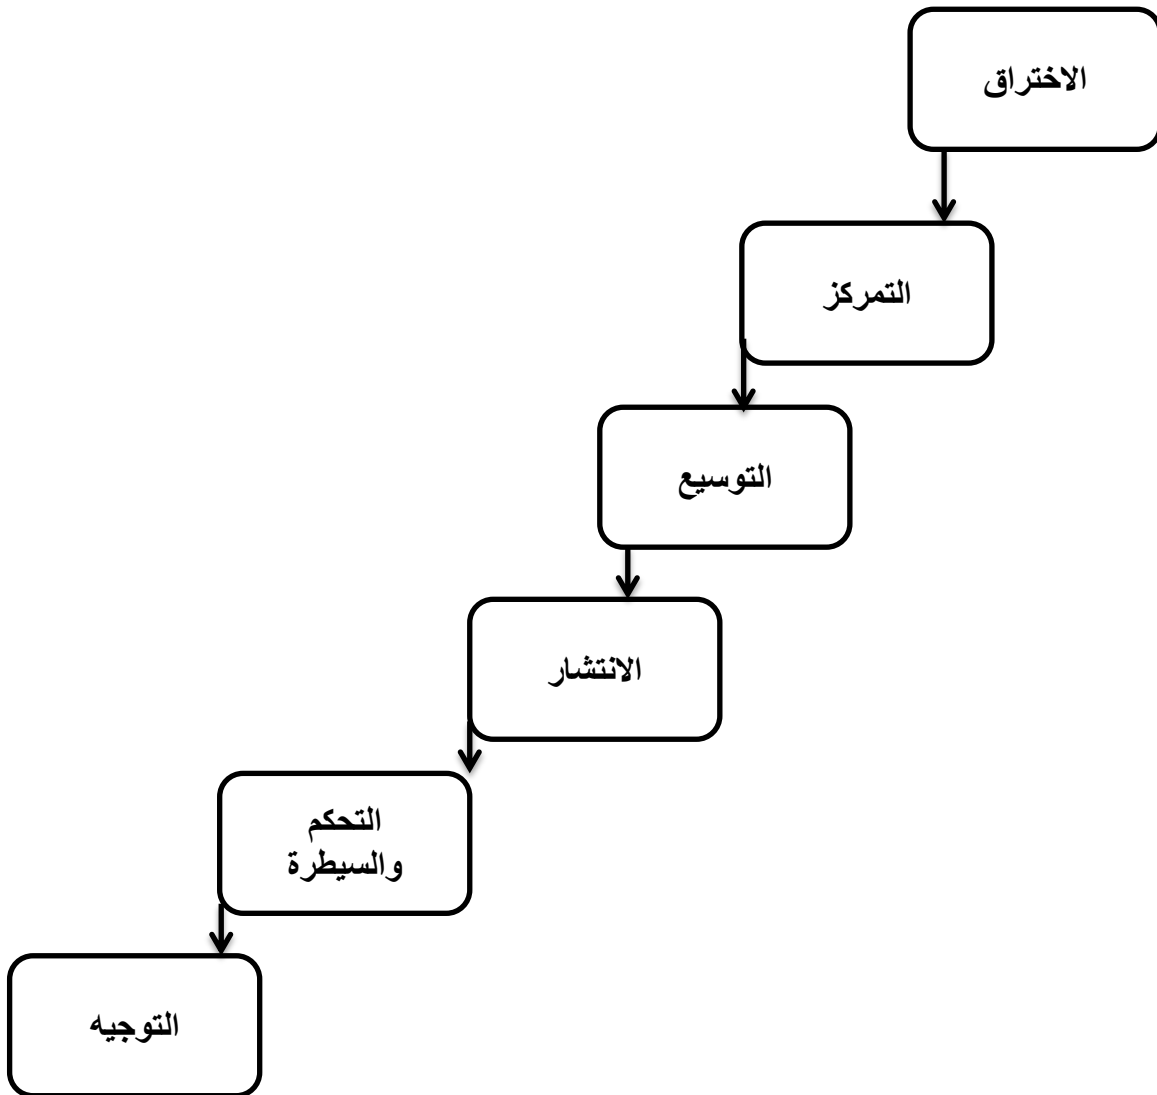 الاختراق
التمركز
التوسيع
الانتشار
التحكم
والسيطرة
التوجيه